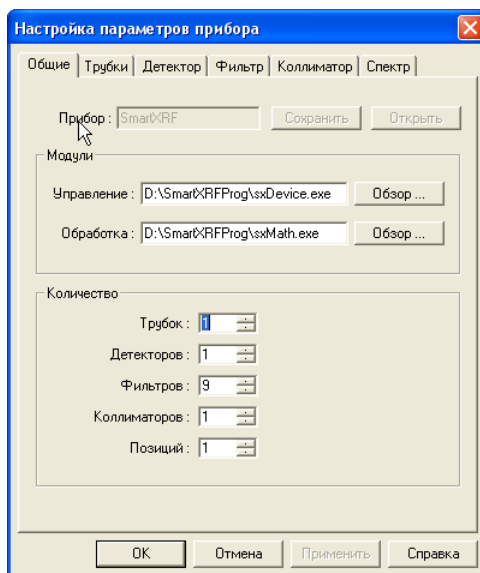 Настройка параметров прибора
Общие Трубки Детектор Фильтр Коллиматор Спектр
Прибор : SmartXRF Сохранить Открыть
Модули
Управление : D:\SmartXRFProg\sxDevice.exe Обзор ...
Обработка : D:\SmartXRFProg\sxMath.exe Обзор ...
Количество
Трубок : 1
Детекторов : 1
Фильтров : 9
Коллиматоров : 1
Позиций : 1
OK Отмена Применить Справка